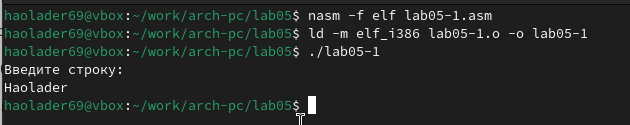 haolader69@vbox:~/work/arch-pc/lab05$ nasm -f elf lab05-1.asm
haolader69@vbox:~/work/arch-pc/lab05$ ld -m elf_i386 lab05-1.o -o lab05-1
haolader69@vbox:~/work/arch-pc/lab05$ ./lab05-1
Введите строку:
Haolader
haolader69@vbox:~/work/arch-pc/lab05$